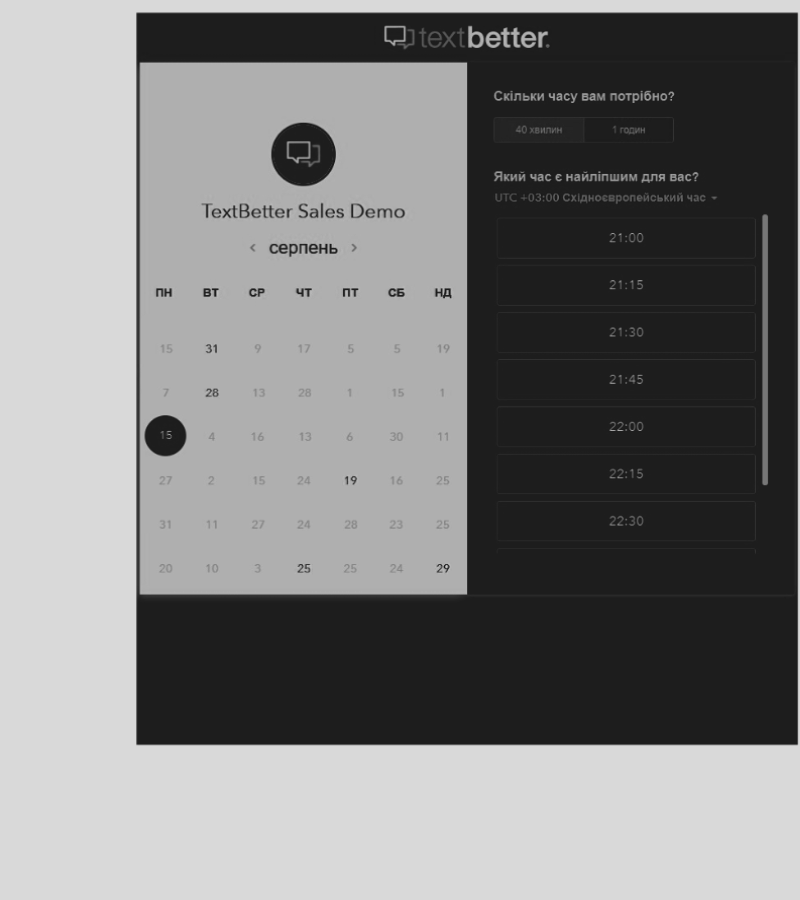 textbetter.
TextBetter Sales Demo
< серпень >
ПН ВТ СР ЧТ ПТ СБ НД
15 31 9 17 5 5 19
7 28 13 28 1 15 1
15 4 16 13 6 30 11
27 2 15 24 19 16 25
31 11 27 24 28 23 25
20 10 3 25 25 24 29
Скільки часу вам потрібно?
40 хвилин 1 годин
Який час є найліпшим для вас?
UTC +03:00 Східноєвропейський час
21:00
21:15
21:30
21:45
22:00
22:15
22:30